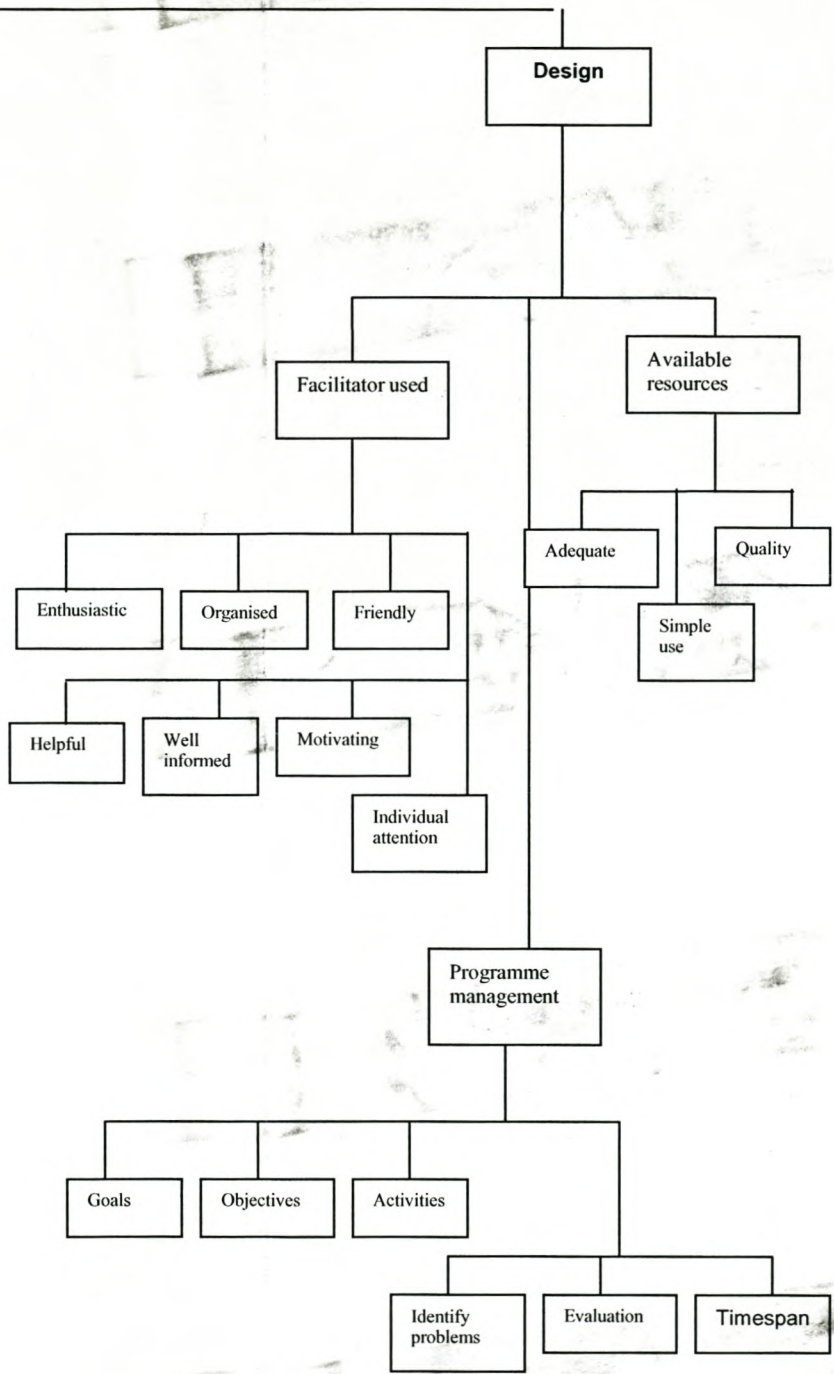 Design
Facilitator used
Available
resources
Enthusiastic
Organised
Friendly
Adequate
Quality
Simple
use
Helpful
Well
informed
Motivating
Individual
attention
Programme
management
Goals
Objectives
Activities
Identify
problems
Evaluation
Timespan